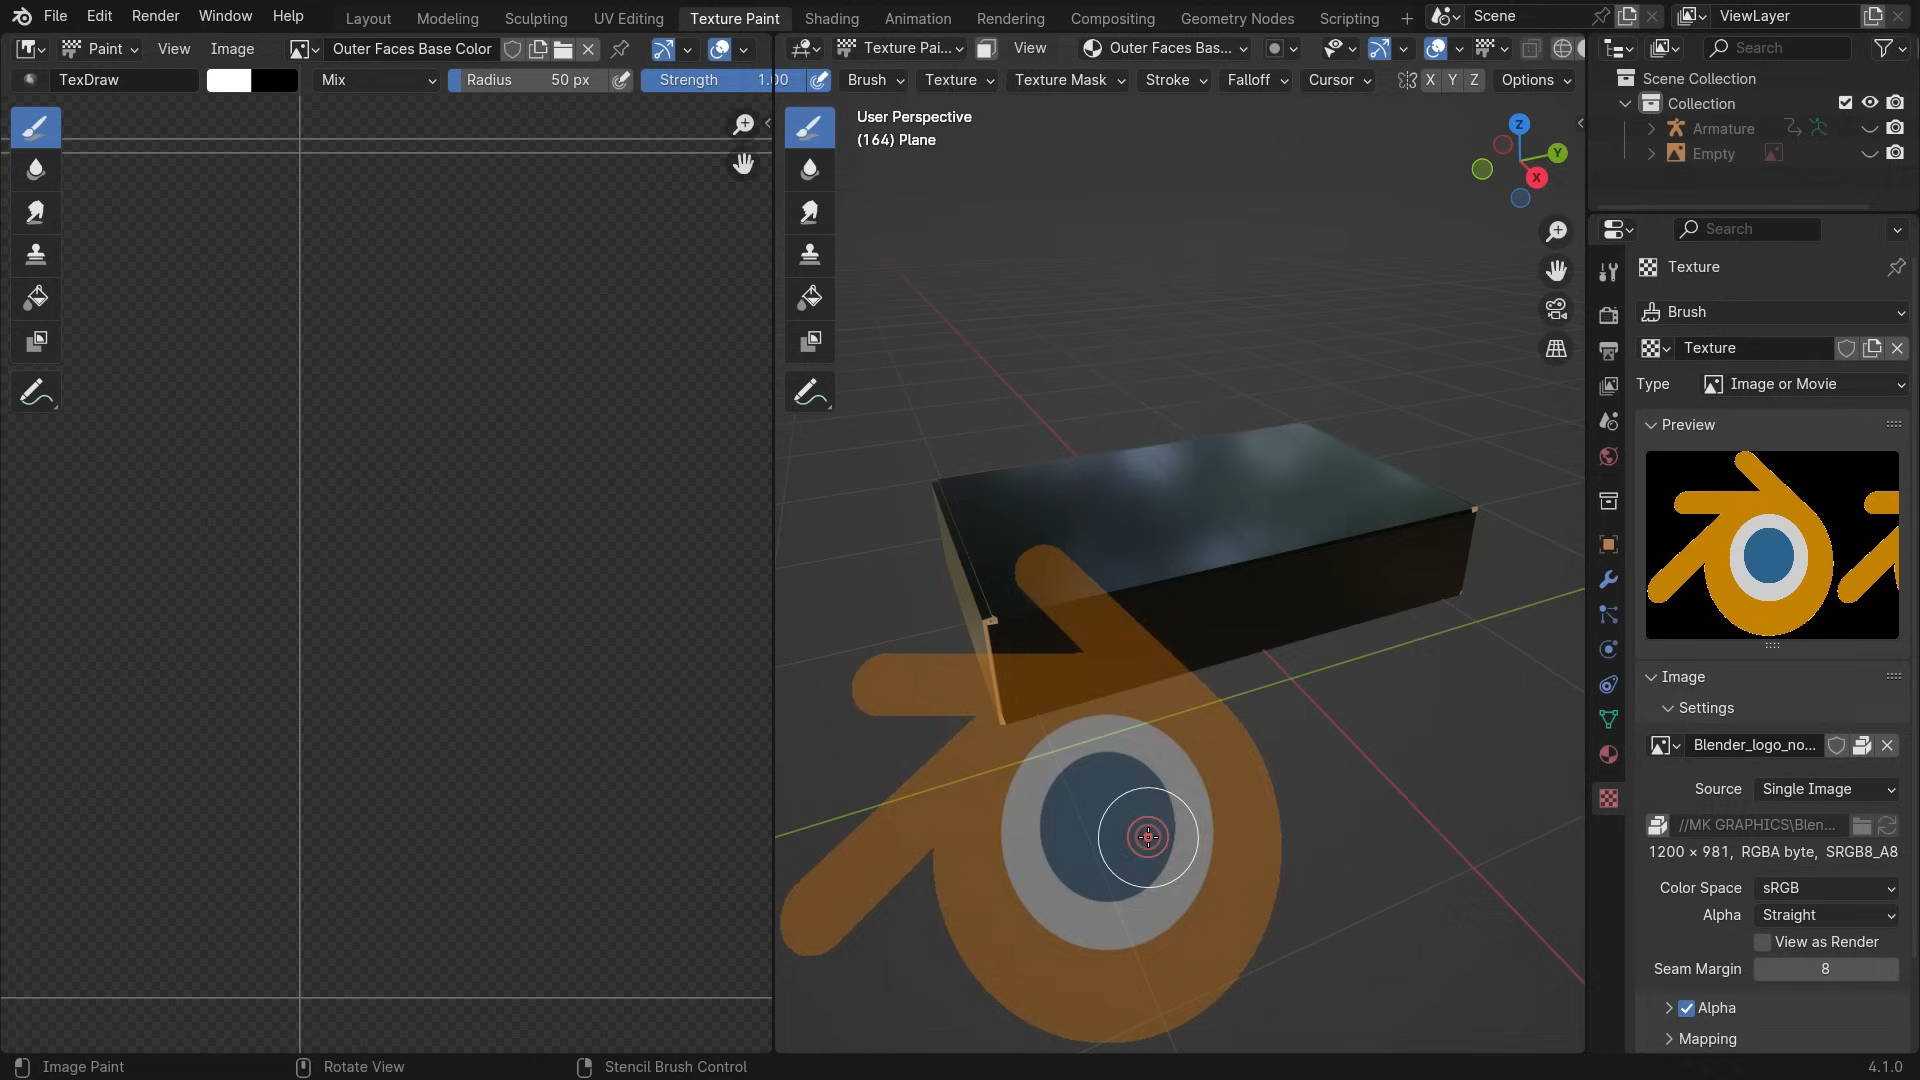 File Edit Render Window Help Layout Modeling Sculpting UV Editing Texture Paint Shading Animation Rendering Compositing Geometry Nodes Scripting + Scene ViewLayer
Paint View Image Outer Faces Base Color Texture Pai... View Outer Faces Bas... Search
TexDraw Mix Radius 50 px Strength 1.00 Brush Texture Texture Mask Stroke Falloff Cursor X Y Z Options
Scene Collection
Collection
Armature
Empty
User Perspective
(164) Plane
Z
Y
X
Search
Texture
Brush
Texture
Type Image or Movie
Preview
Image
Settings
Blender_logo_no...
Source Single Image
//MK GRAPHICS\Blen...
1200 × 981, RGBA byte, SRGB8_A8
Color Space sRGB
Alpha Straight
View as Render
Seam Margin 8
Alpha
Mapping
Image Paint Rotate View Stencil Brush Control 4.1.0